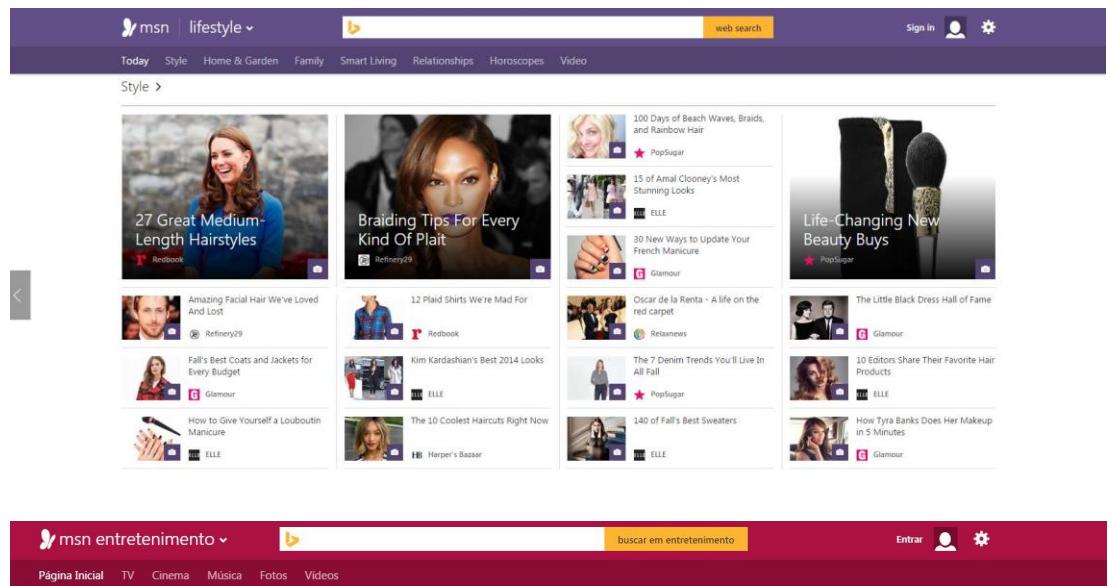 msn lifestyle
web search
Sign in
Today Style Home & Garden Family Smart Living Relationships Horoscopes Video
Style
27 Great Medium-
Length Hairstyles
Redbook
Braiding Tips For Every
Kind Of Plait
Refinery29
100 Days of Beach Waves, Braids,
and Rainbow Hair
PopSugar
15 of Amal Clooney's Most
Stunning Looks
ELLE
30 New Ways to Update Your
French Manicure
Glamour
Life-Changing New
Beauty Buys
PopSugar
Amazing Facial Hair We've Loved
And Lost
Refinery29
12 Plaid Shirts We're Mad For
Redbook
Oscar de la Renta - A life on the
red carpet
Relaxnews
The Little Black Dress Hall of Fame
Glamour
Fall's Best Coats and Jackets for
Every Budget
Glamour
Kim Kardashian's Best 2014 Looks
ELLE
The 7 Denim Trends You'll Live In
All Fall
PopSugar
10 Editors Share Their Favorite Hair
Products
ELLE
How to Give Yourself a Louboutin
Manicure
ELLE
The 10 Coolest Haircuts Right Now
HB Harper's Bazaar
140 of Fall's Best Sweaters
ELLE
How Tyra Banks Does Her Makeup
in 5 Minutes
Glamour
msn entretenimento
buscar em entretenimento
Entrar
Página Inicial TV Cinema Música Fotos Vídeos